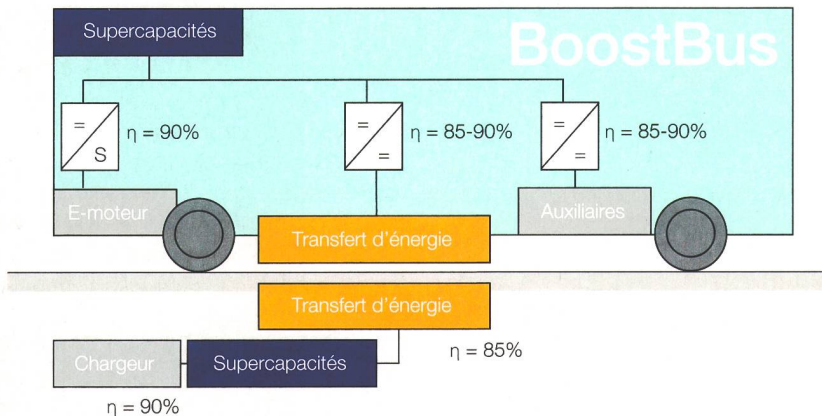 Supercapacités
BoostBus
=
S
η = 90%
=
=
η = 85-90%
=
=
η = 85-90%
E-moteur
Auxiliaires
Transfert d'énergie
Transfert d'énergie
Chargeur
Supercapacités
η = 85%
η = 90%